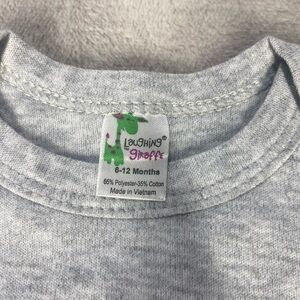 Laughing®
Giraffe
6-12 Months
65% Polyester-35% Cotton
Made in Vietnam